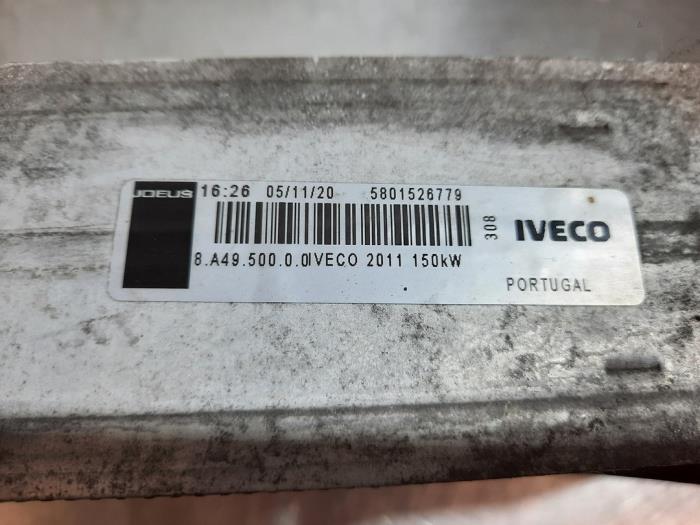 JDEUS 16:26 05/11/20 5801526779
308
IVECO
8.A49.500.0.0IVECO 2011 150kW
PORTUGAL